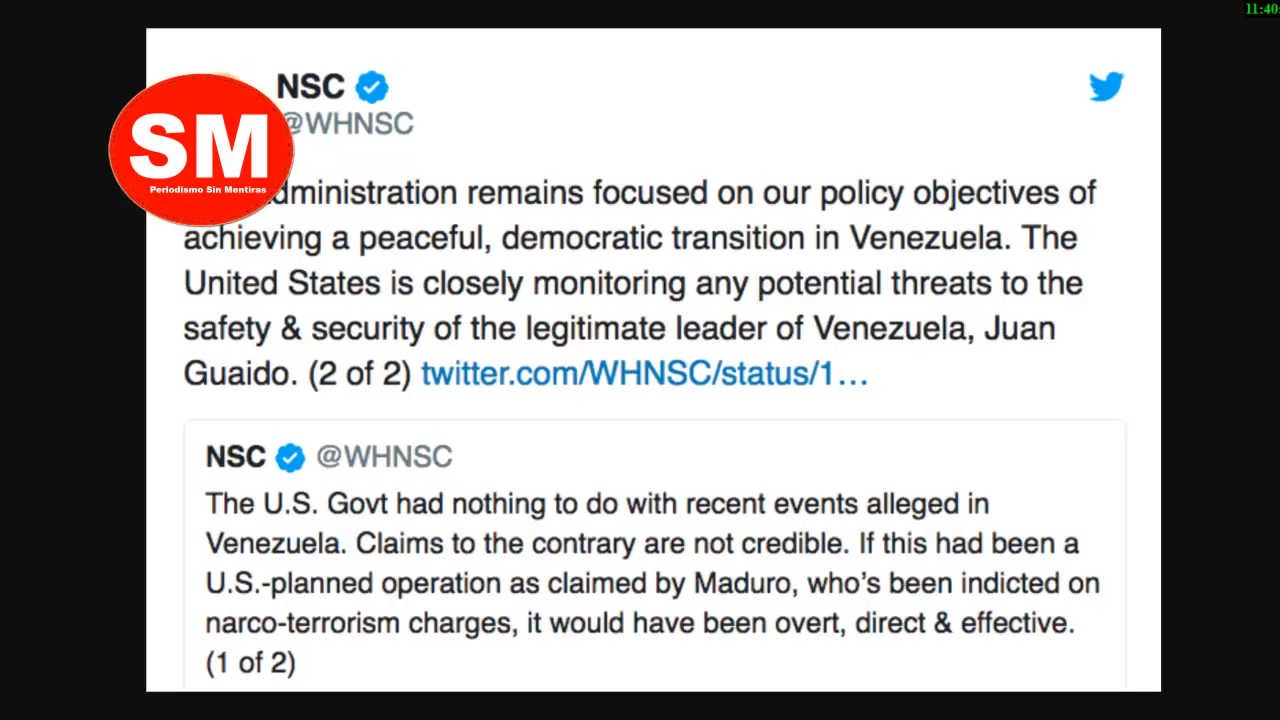 11:40:
NSC
@WHNSC
SM
Periodismo Sin Mentiras
dministration remains focused on our policy objectives of
achieving a peaceful, democratic transition in Venezuela. The
United States is closely monitoring any potential threats to the
safety & security of the legitimate leader of Venezuela, Juan
Guaido. (2 of 2) twitter.com/WHNSC/status/1…
NSC @WHNSC
The U.S. Govt had nothing to do with recent events alleged in
Venezuela. Claims to the contrary are not credible. If this had been a
U.S.-planned operation as claimed by Maduro, who's been indicted on
narco-terrorism charges, it would have been overt, direct & effective.
(1 of 2)